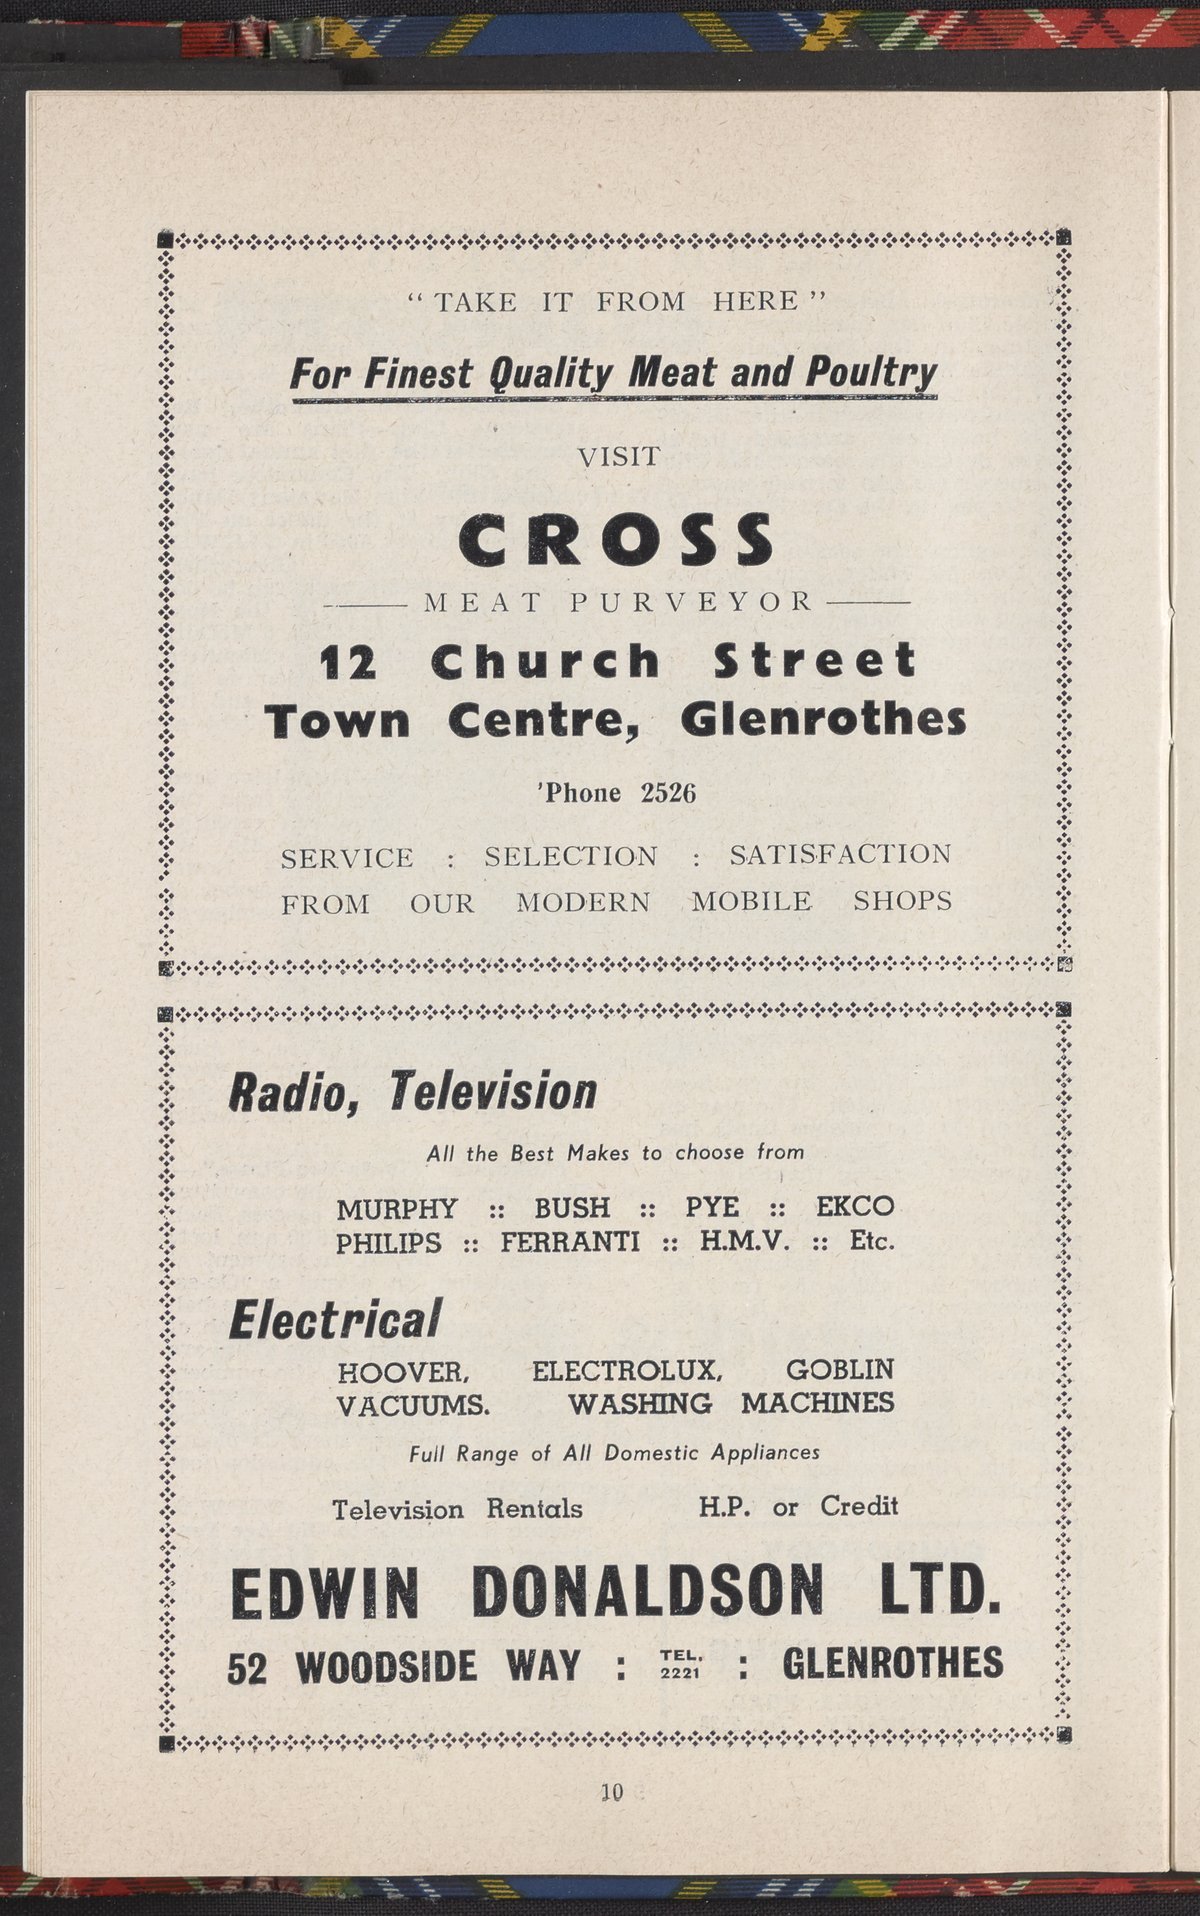 “ TAKE IT FROM HERE ”
For Finest Quality Meat and Poultry
VISIT
CROSS
MEAT PURVEYOR
12 Church Street
Town Centre, Glenrothes
'Phone 2526
SERVICE : SELECTION : SATISFACTION
FROM OUR MODERN MOBILE SHOPS
Radio, Television
All the Best Makes to choose from
MURPHY :: BUSH :: PYE :: EKCO
PHILIPS :: FERRANTI :: H.M.V. :: Etc.
Electrical
HOOVER, ELECTROLUX, GOBLIN
VACUUMS. WASHING MACHINES
Full Range of All Domestic Appliances
Television Rentals H.P. or Credit
EDWIN DONALDSON LTD.
52 WOODSIDE WAY : TEL. 2221 : GLENROTHES
10